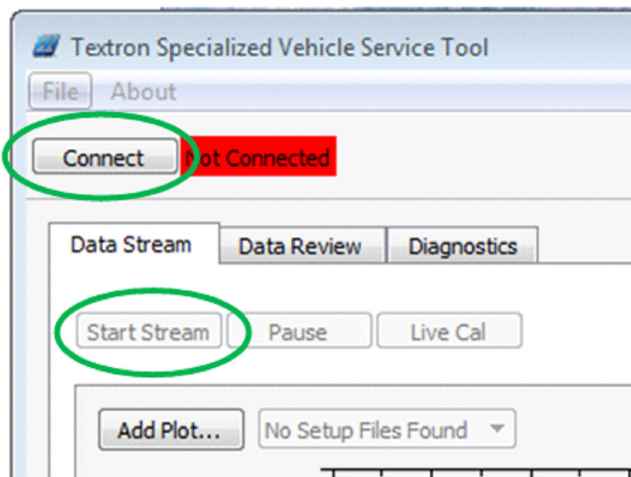 Textron Specialized Vehicle Service Tool
File About
Connect Not Connected
Data Stream Data Review Diagnostics
Start Stream Pause Live Cal
Add Plot... No Setup Files Found